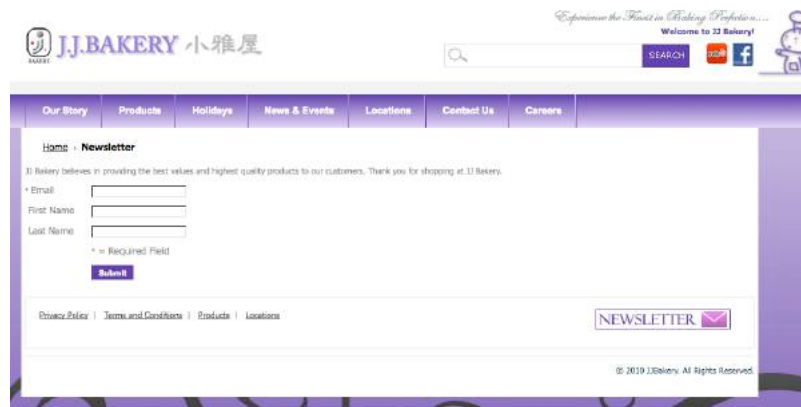 Experience the Finest in Baking Perfection....
Welcome to JJ Bakery!
J.J.BAKERY 小雅屋
BAKERY
SEARCH
Our Story Products Holidays News & Events Locations Contact Us Careers
Home › Newsletter
JJ Bakery believes in providing the best values and highest quality products to our customers. Thank you for shopping at JJ Bakery.
* Email
First Name
Last Name
* = Required Field
Submit
Privacy Policy | Terms and Conditions | Products | Locations
NEWSLETTER
© 2010 JJBakery. All Rights Reserved.